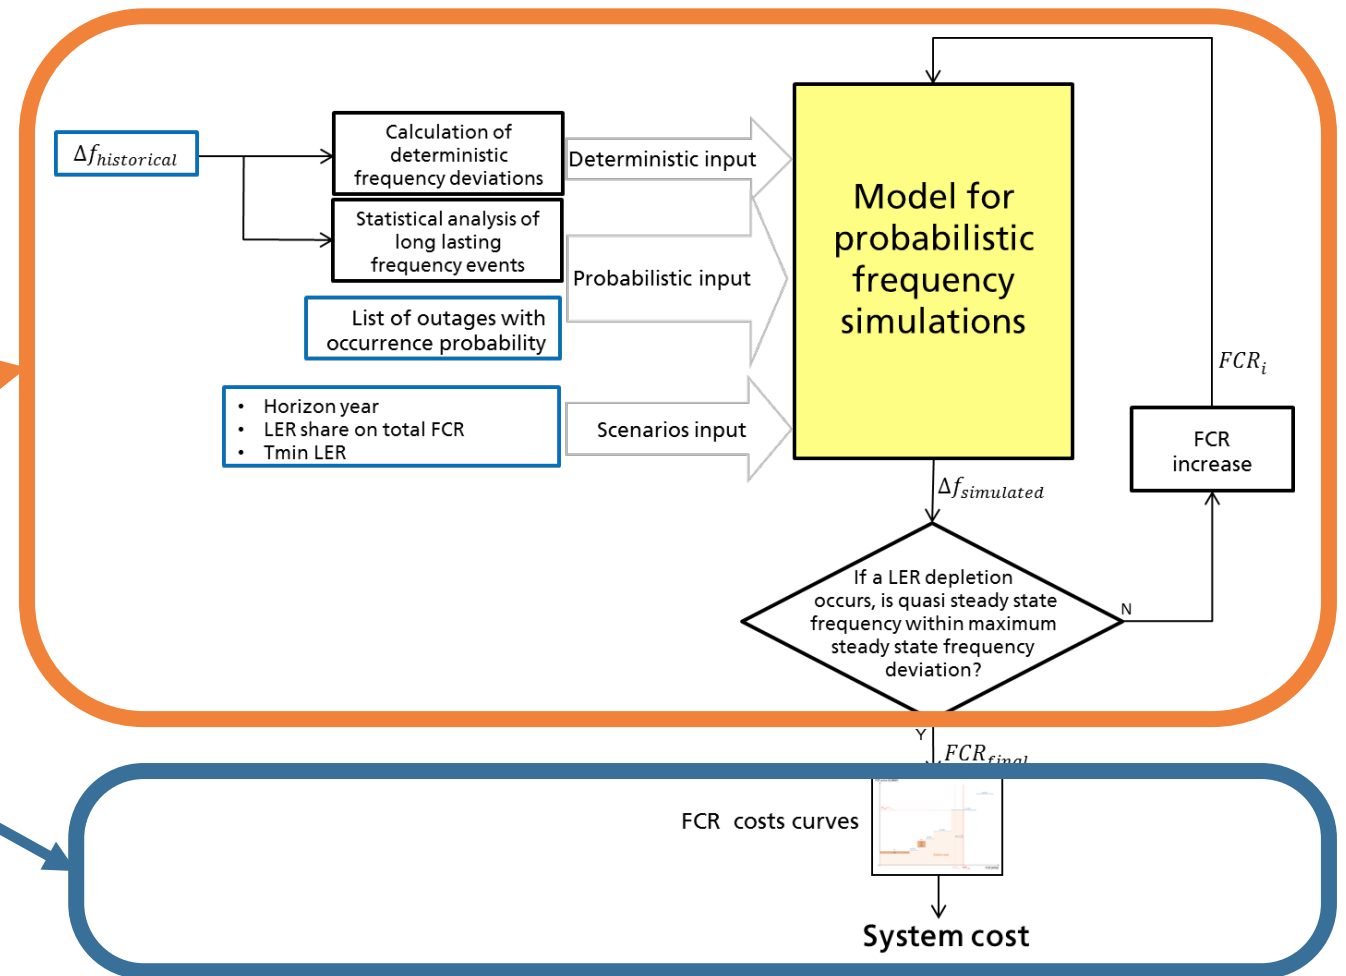 Δf_historical
Calculation of
deterministic
frequency deviations
Statistical analysis of
long lasting
frequency events
List of outages with
occurrence probability
• Horizon year
• LER share on total FCR
• Tmin LER
Deterministic input
Probabilistic input
Scenarios input
Model for
probabilistic
frequency
simulations
FCR_i
FCR
increase
Δf_simulated
If a LER depletion
occurs, is quasi steady state
frequency within maximum
steady state frequency
deviation?
N
Y
FCR_final
FCR costs curves
System cost